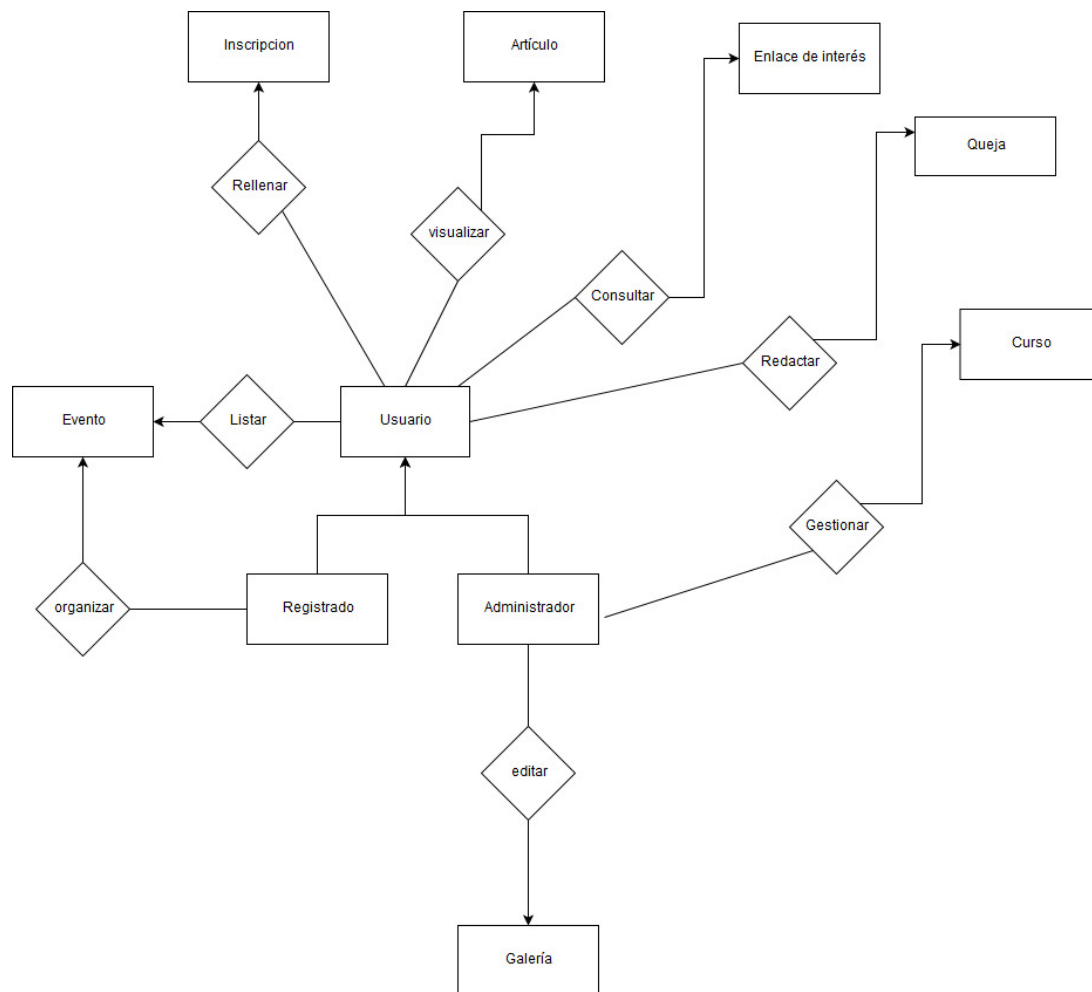 Inscripcion
Artículo
Enlace de interés
Queja
Rellenar
visualizar
Consultar
Redactar
Curso
Evento
Listar
Usuario
Gestionar
organizar
Registrado
Administrador
editar
Galería